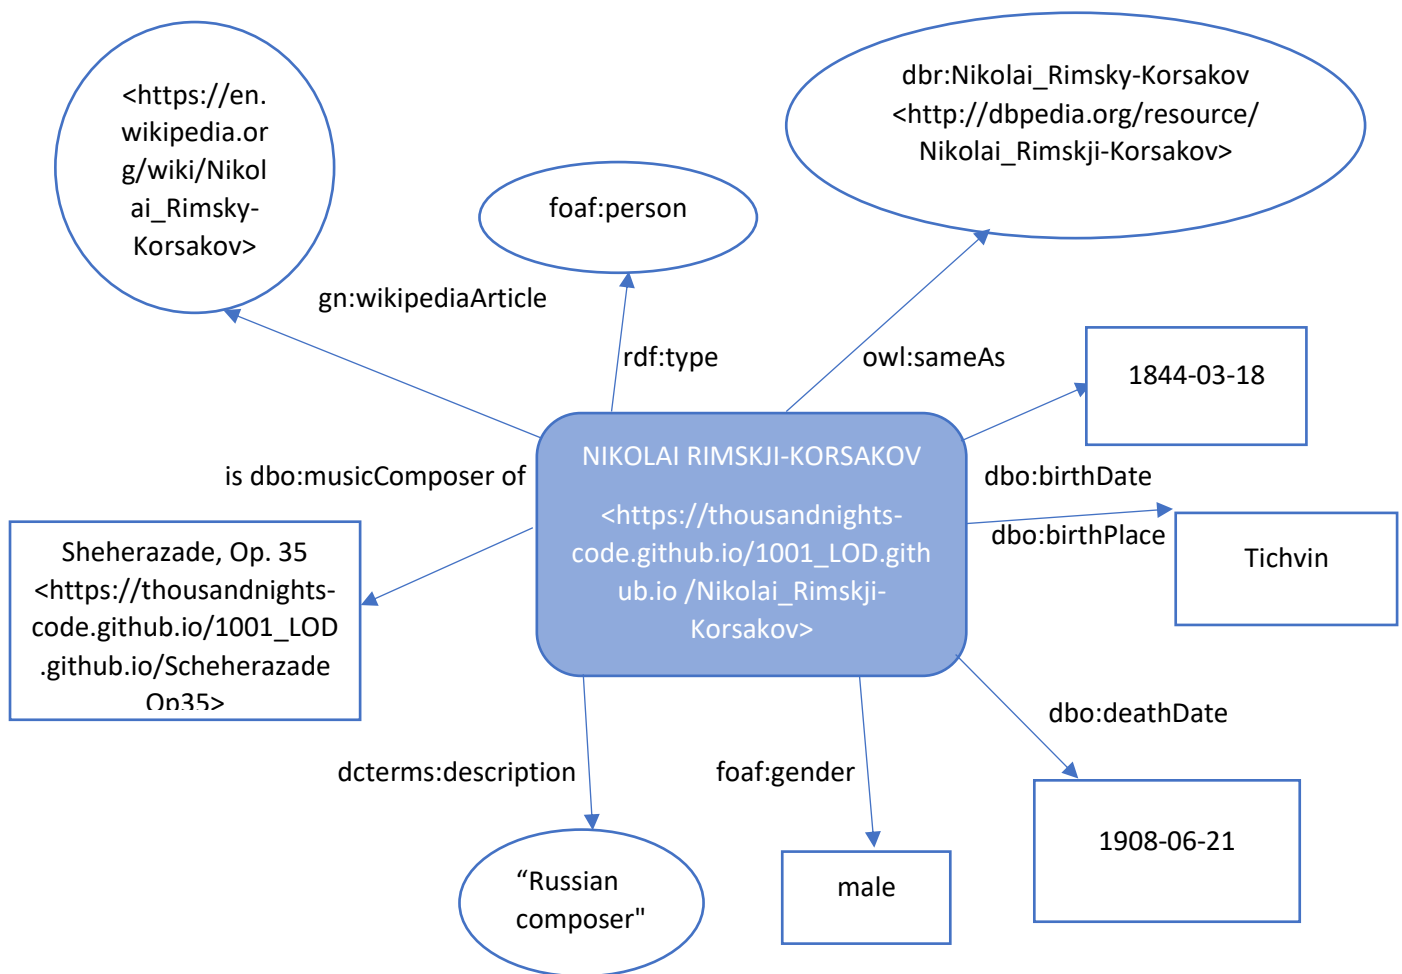 <https://en.
wikipedia.or
g/wiki/Nikol
ai_Rimsky-
Korsakov>
dbr:Nikolai_Rimsky-Korsakov
<http://dbpedia.org/resource/
Nikolai_Rimskji-Korsakov>
foaf:person
gn:wikipediaArticle
rdf:type
owl:sameAs
1844-03-18
NIKOLAI RIMSKJI-KORSAKOV
<https://thousandnights-
code.github.io/1001_LOD.gith
ub.io /Nikolai_Rimskji-
Korsakov>
is dbo:musicComposer of
dbo:birthDate
dbo:birthPlace
Tichvin
Sheherazade, Op. 35
<https://thousandnights-
code.github.io/1001_LOD
.github.io/Scheherazade
Op35>
dbo:deathDate
dcterms:description
foaf:gender
1908-06-21
“Russian
composer"
male